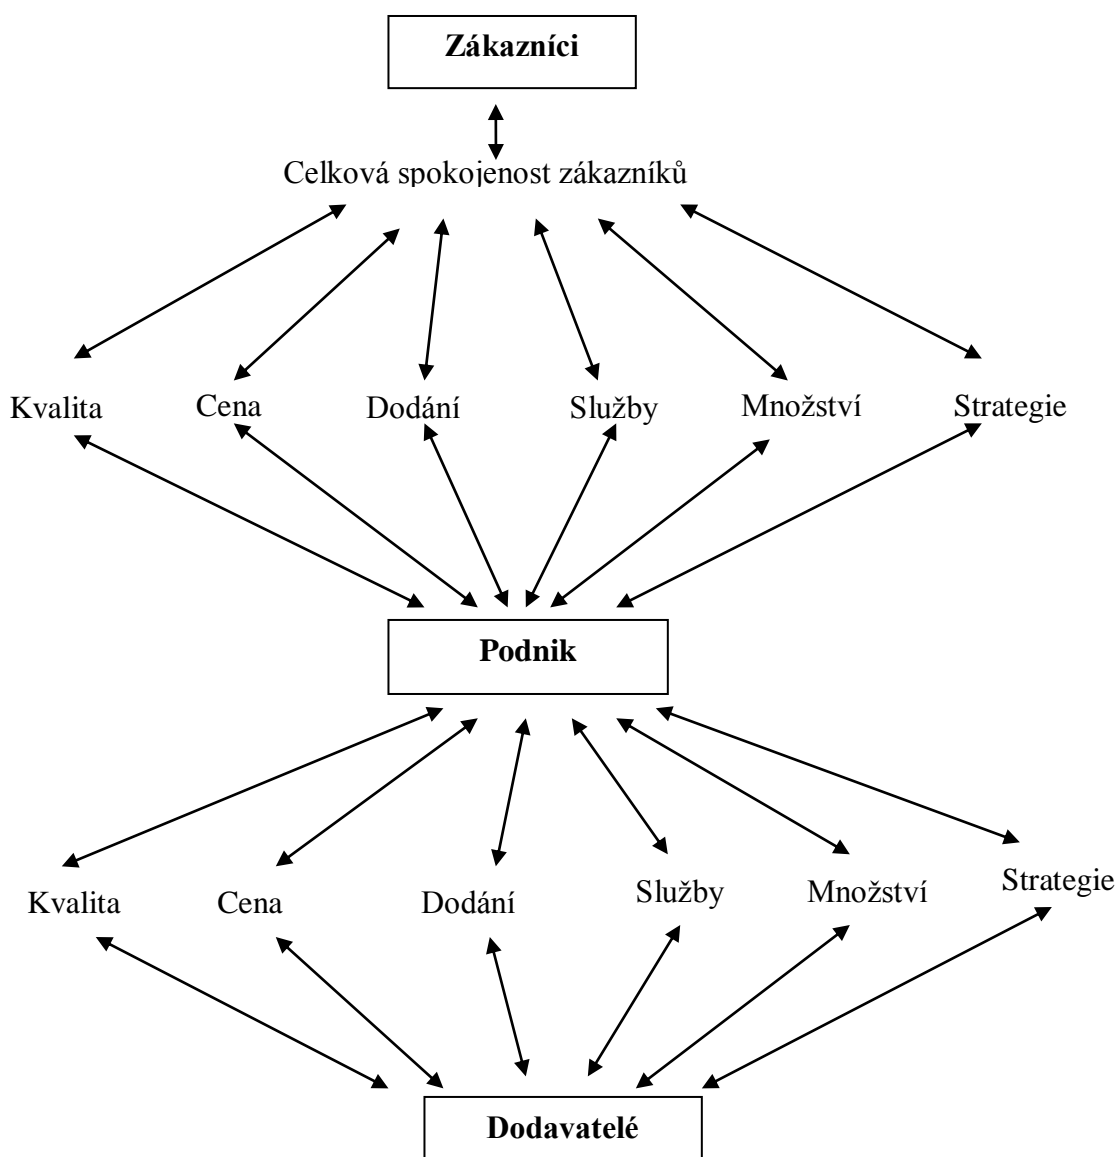 Zákazníci
Celková spokojenost zákazníků
Kvalita Cena Dodání Služby Množství Strategie
Podnik
Kvalita Cena Dodání Služby Množství Strategie
Dodavatelé